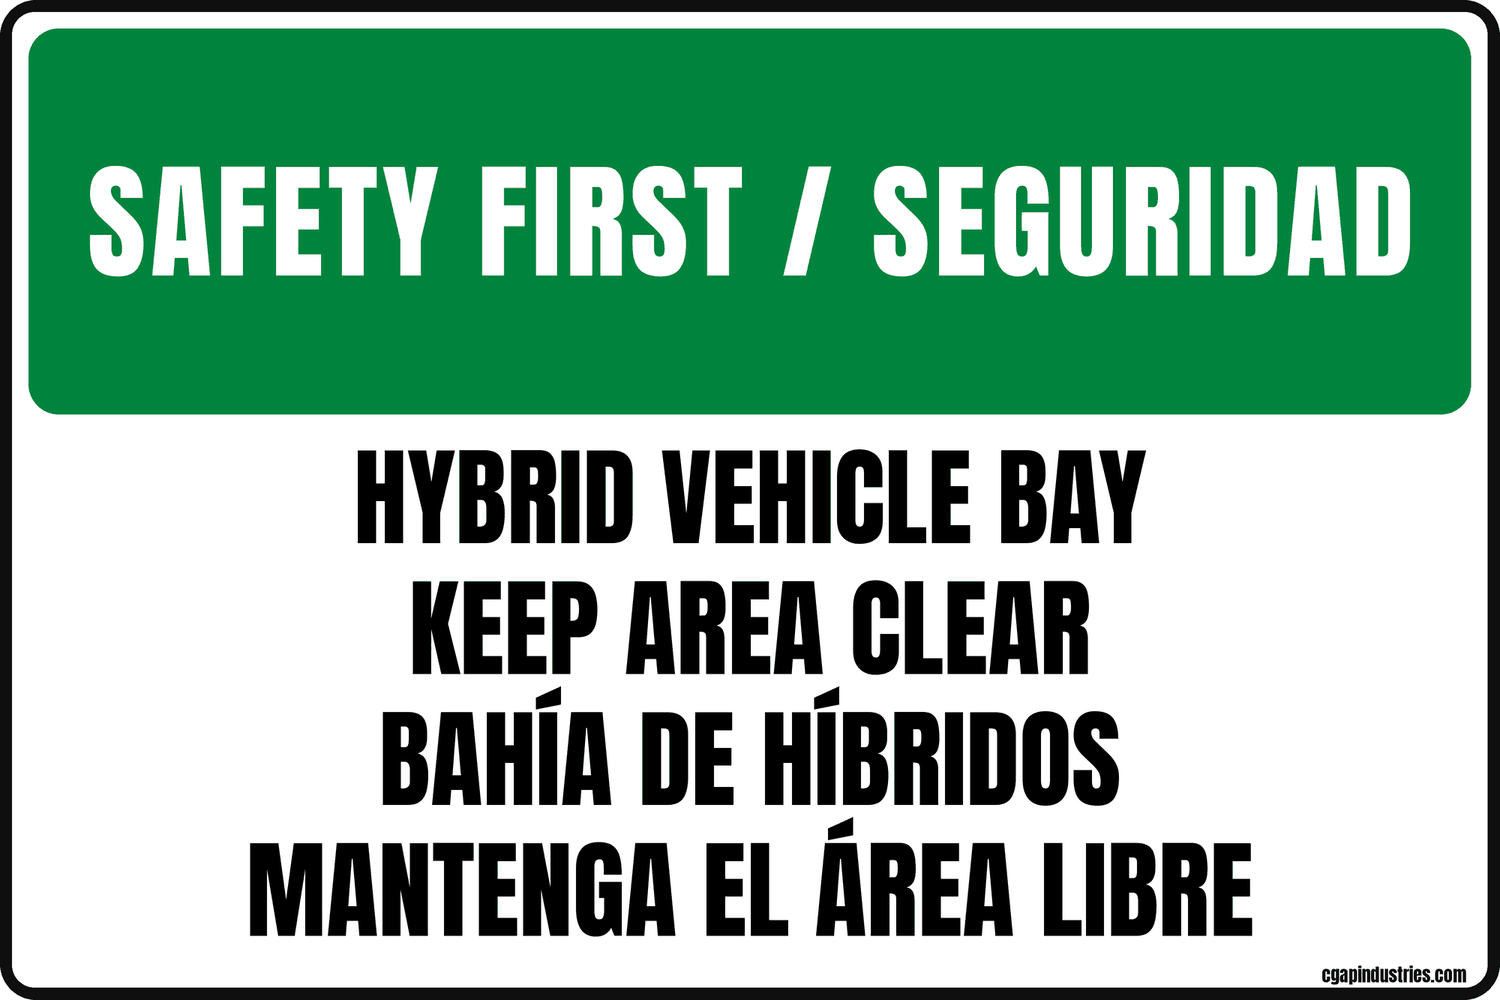 SAFETY FIRST / SEGURIDAD
HYBRID VEHICLE BAY
KEEP AREA CLEAR
BAHÍA DE HÍBRIDOS
MANTENGA EL ÁREA LIBRE
cgapindustries.com